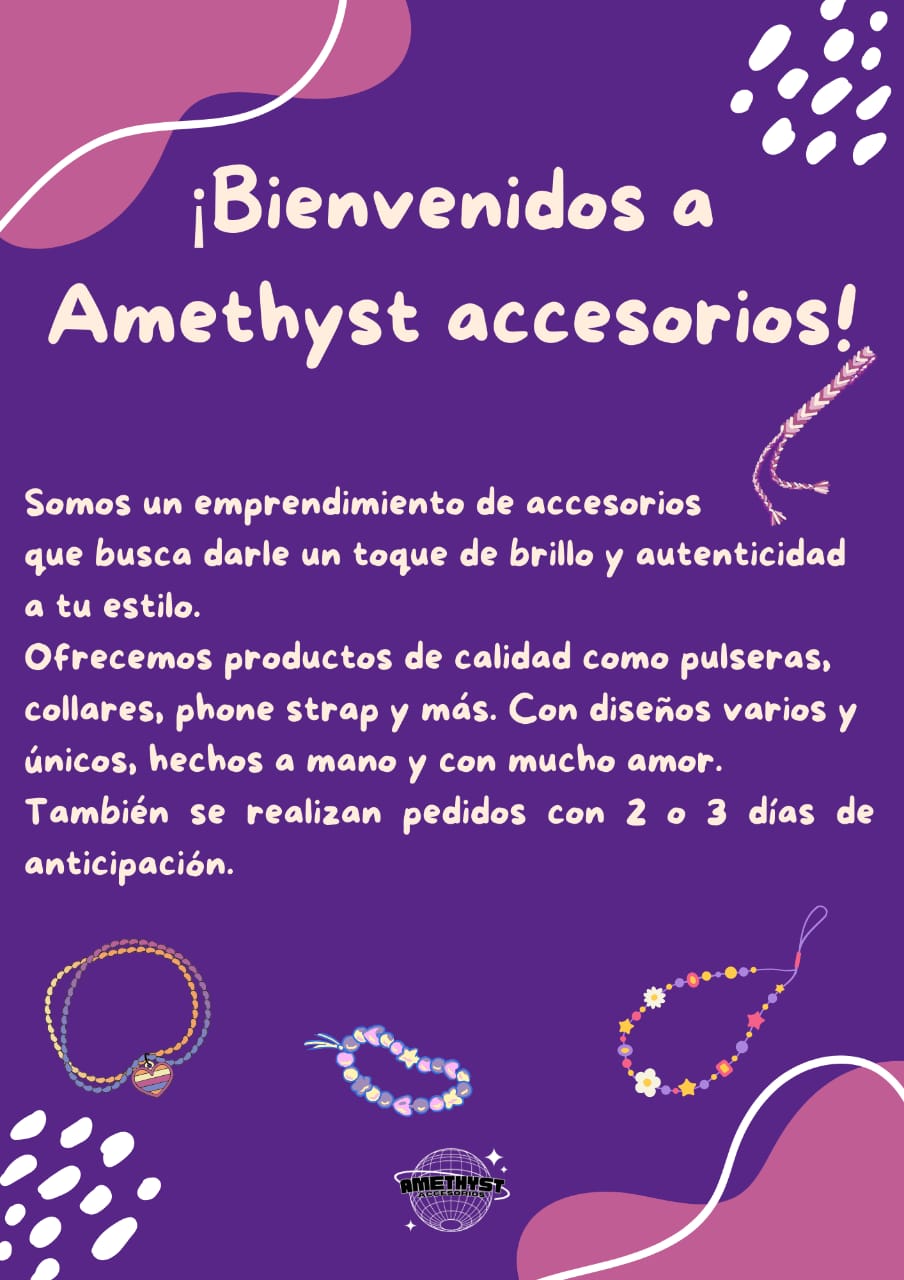 ¡Bienvenidos a
Amethyst accesorios!
Somos un emprendimiento de accesorios
que busca darle un toque de brillo y autenticidad
a tu estilo.
Ofrecemos productos de calidad como pulseras,
collares, phone strap y más. Con diseños varios y
únicos, hechos a mano y con mucho amor.
También se realizan pedidos con 2 o 3 días de
anticipación.
AMETHYST
ACCESORIOS